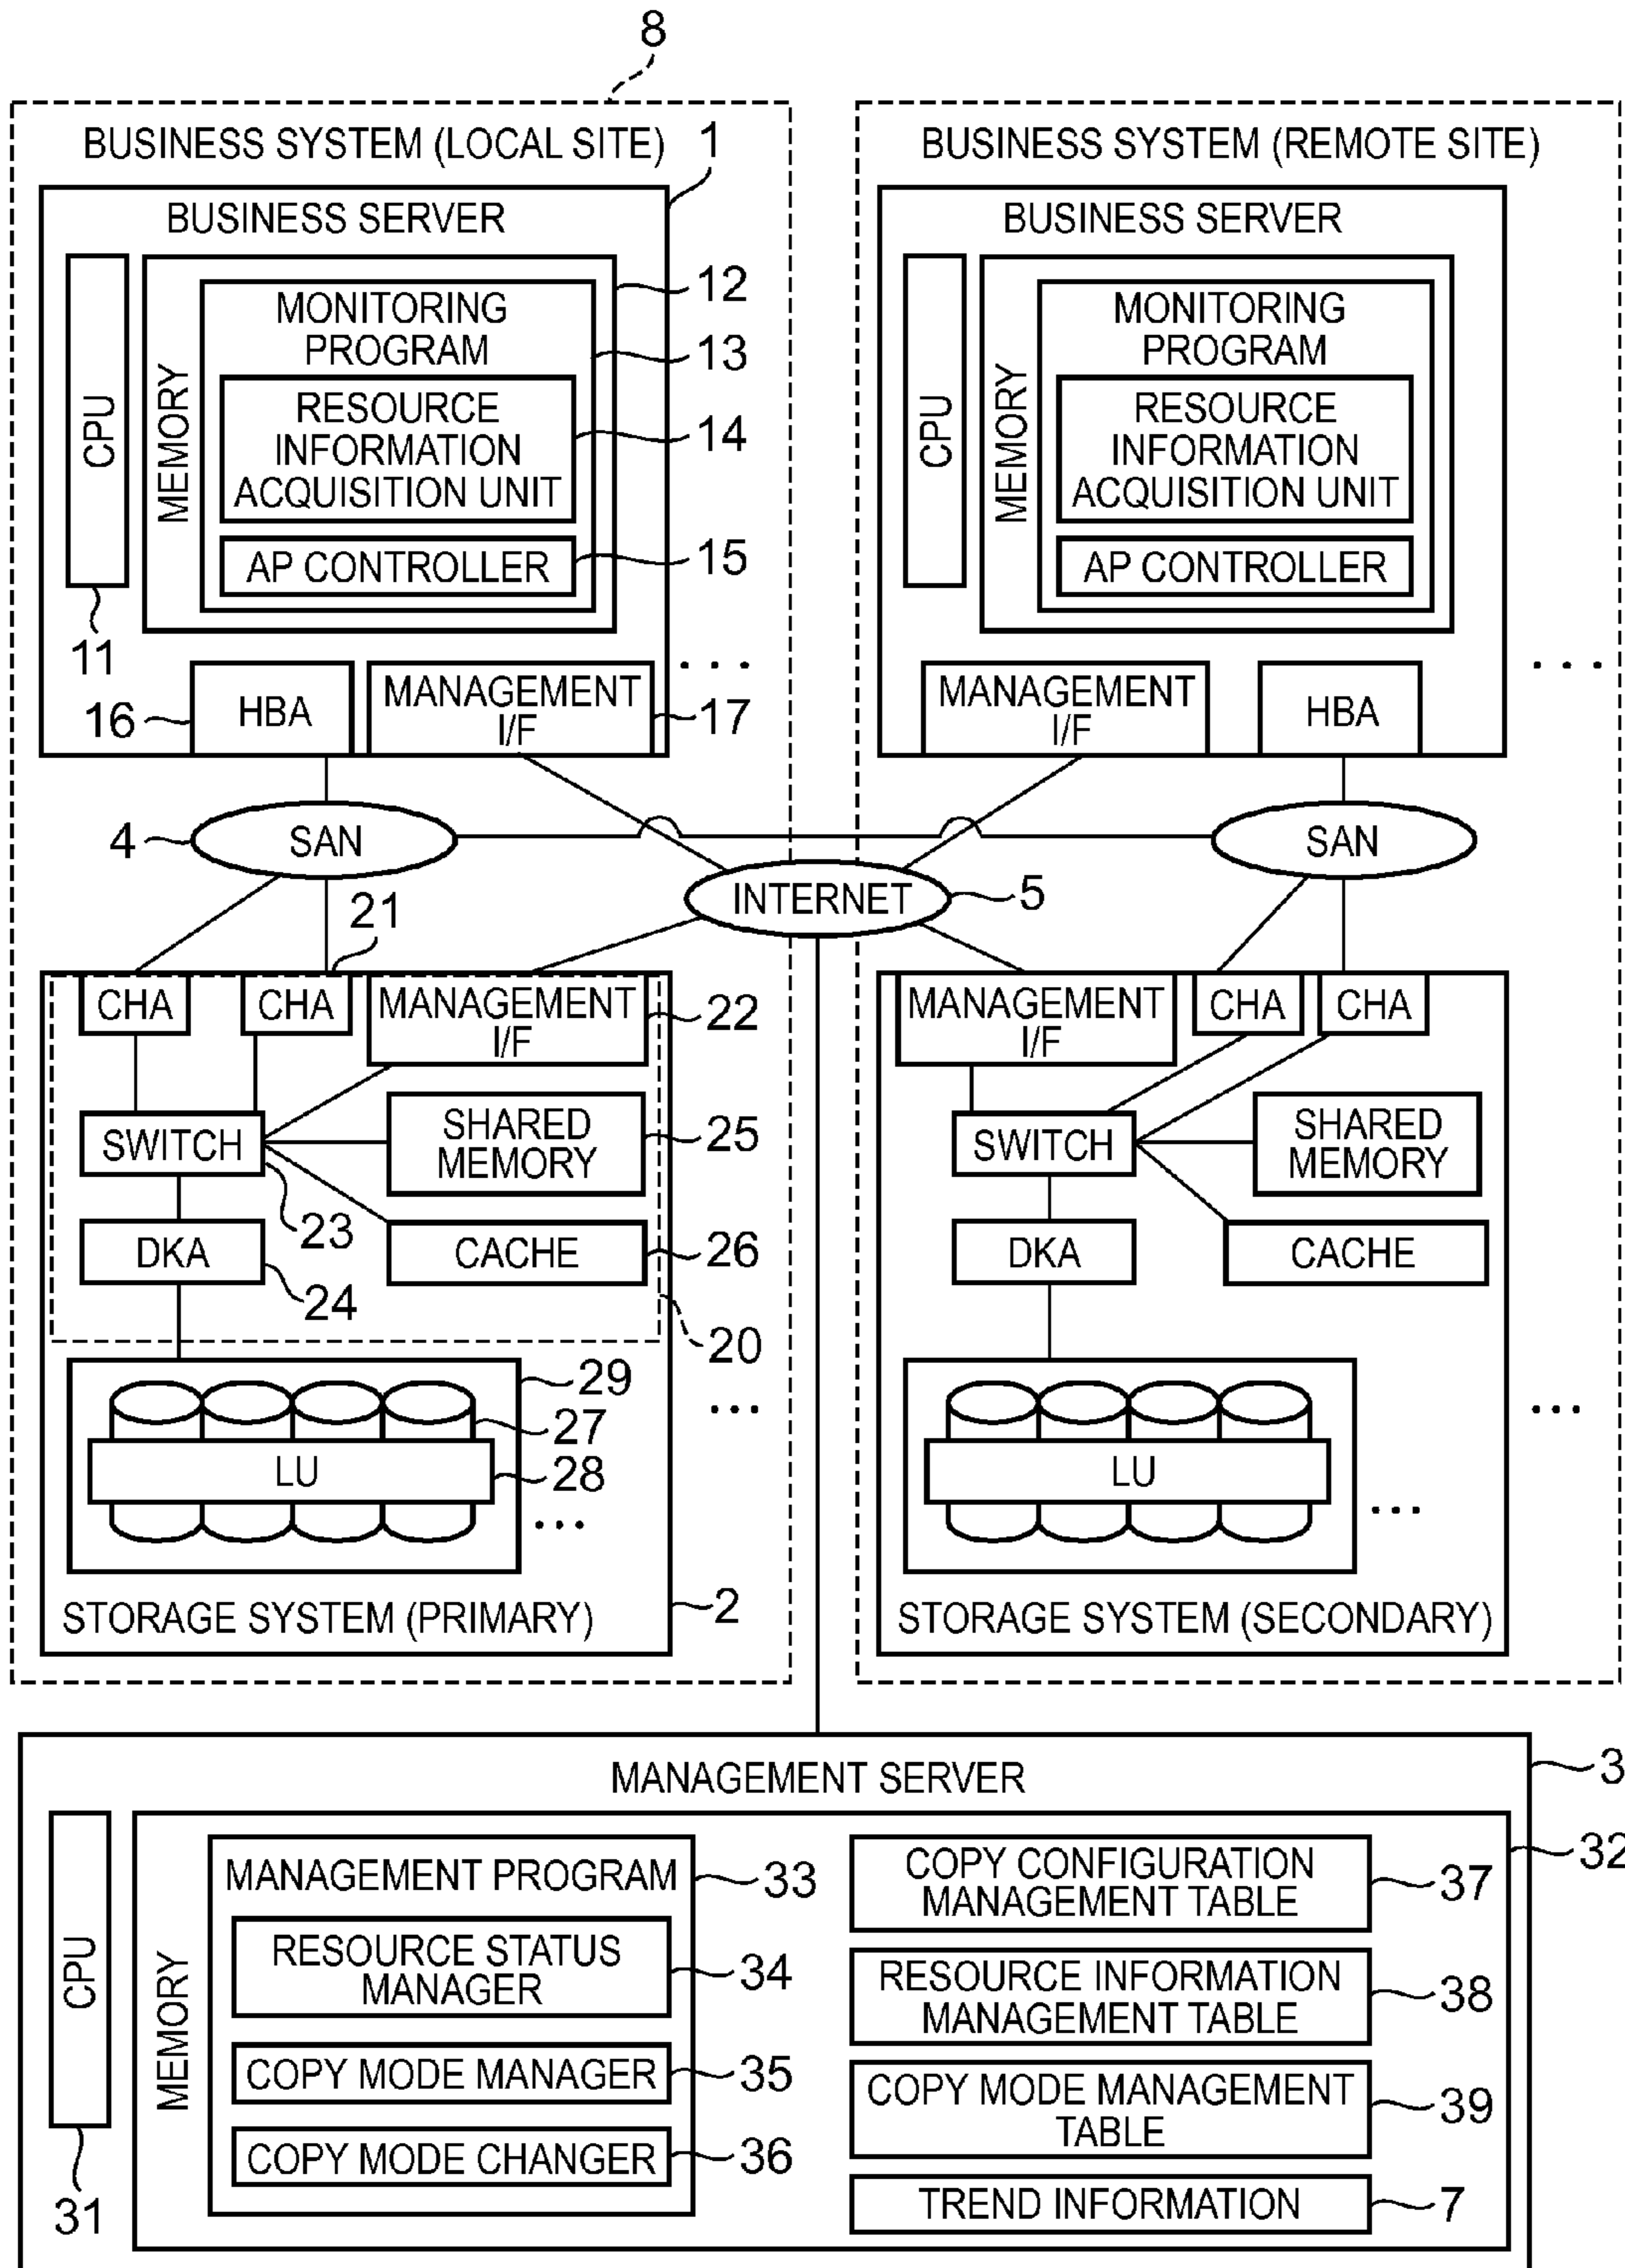 8
BUSINESS SYSTEM (LOCAL SITE)
1
BUSINESS SERVER
CPU
11
MEMORY
12
MONITORING
PROGRAM
13
RESOURCE
INFORMATION
ACQUISITION UNIT
14
AP CONTROLLER
15
16
HBA
MANAGEMENT
I/F
17
...
BUSINESS SYSTEM (REMOTE SITE)
BUSINESS SERVER
CPU
MEMORY
MONITORING
PROGRAM
RESOURCE
INFORMATION
ACQUISITION UNIT
AP CONTROLLER
MANAGEMENT
I/F
HBA
...
4
SAN
SAN
INTERNET
5
21
CHA
CHA
MANAGEMENT
I/F
22
SWITCH
23
SHARED
MEMORY
25
DKA
24
CACHE
26
20
29
27
LU
28
...
...
STORAGE SYSTEM (PRIMARY)
2
MANAGEMENT
I/F
CHA
CHA
SWITCH
SHARED
MEMORY
DKA
CACHE
LU
...
...
STORAGE SYSTEM (SECONDARY)
MANAGEMENT SERVER
3
CPU
31
MEMORY
32
MANAGEMENT PROGRAM
33
RESOURCE STATUS
MANAGER
34
COPY MODE MANAGER
35
COPY MODE CHANGER
36
COPY CONFIGURATION
MANAGEMENT TABLE
37
RESOURCE INFORMATION
MANAGEMENT TABLE
38
COPY MODE MANAGEMENT
TABLE
39
TREND INFORMATION
7